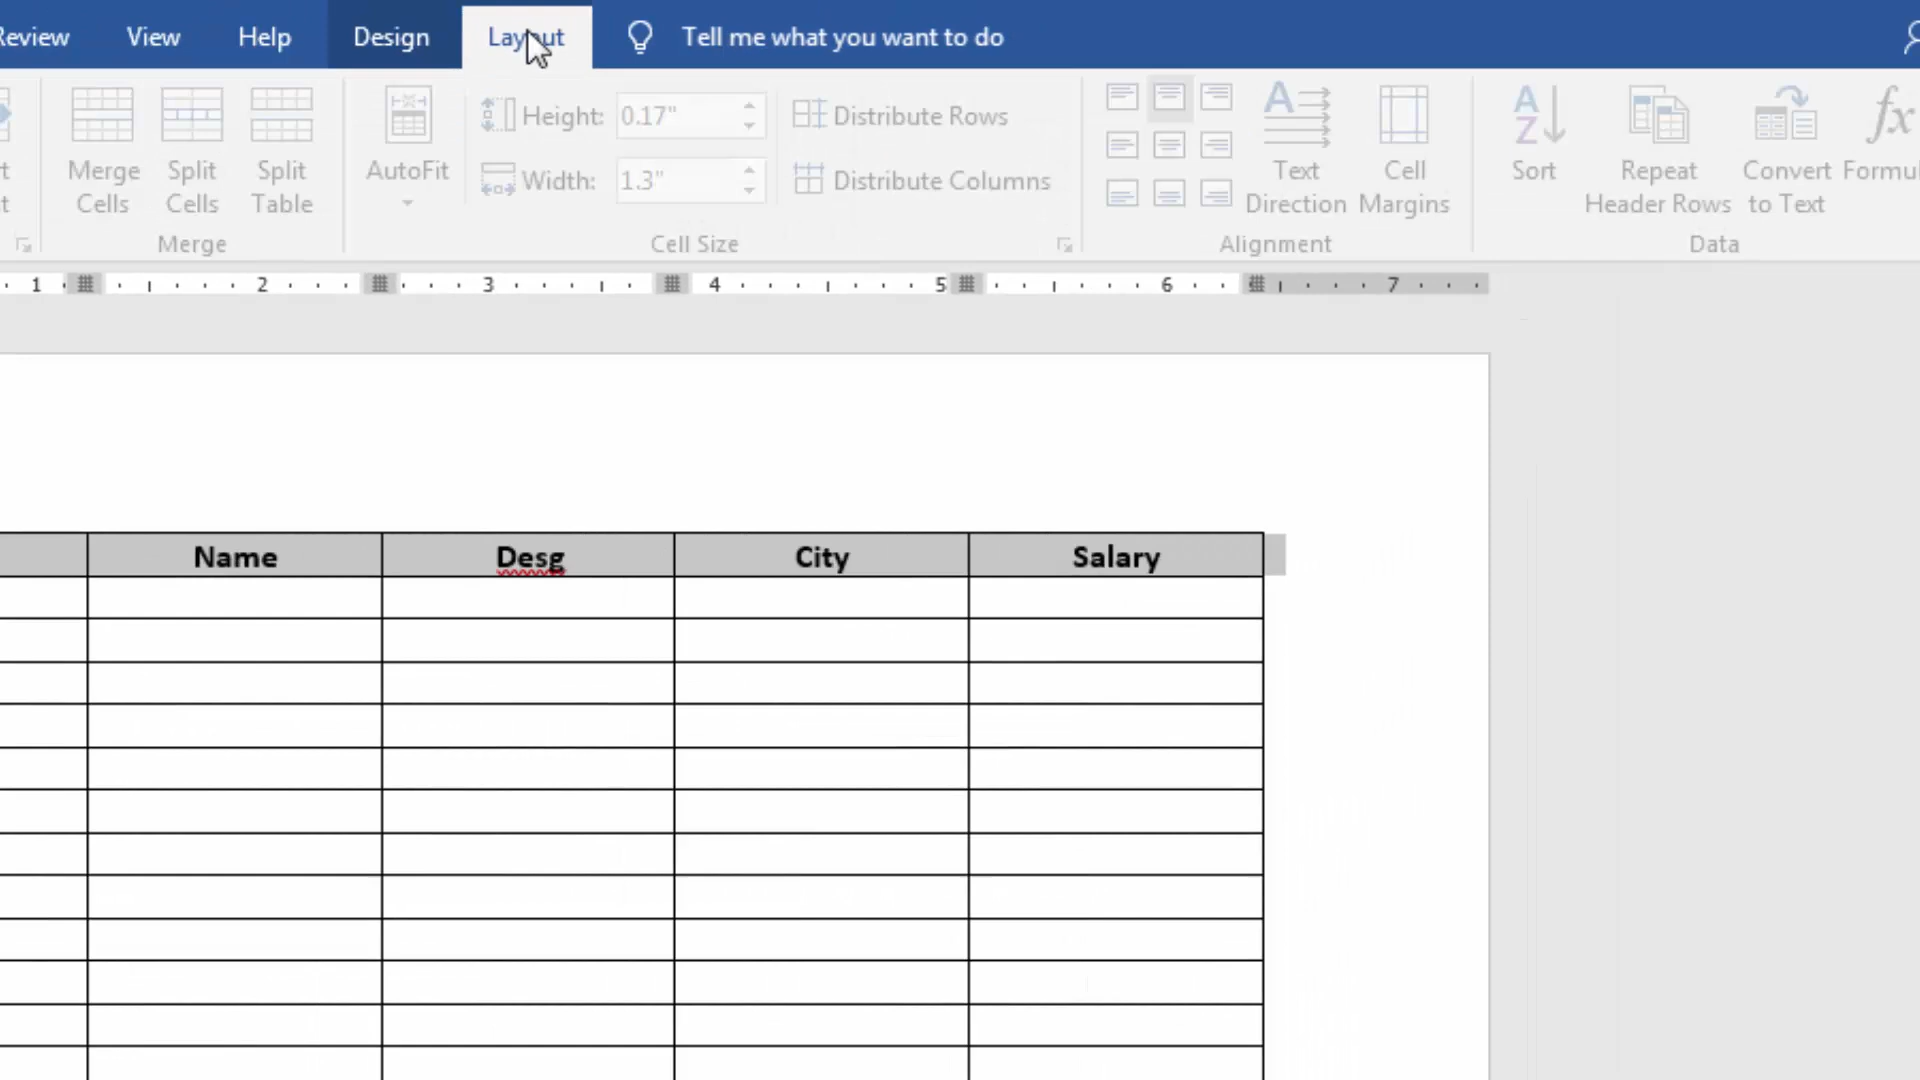 Review View Help Design Layout Tell me what you want to do
Merge Cells
Split Cells
Split Table
AutoFit
Height: 0.17"
Width: 1.3"
Distribute Rows
Distribute Columns
Text Direction
Cell Margins
A Z
Sort
Repeat Header Rows
Convert to Text
fx
Formu
Merge Cell Size Alignment Data
1 2 3 4 5 6 7
Name Desg City Salary